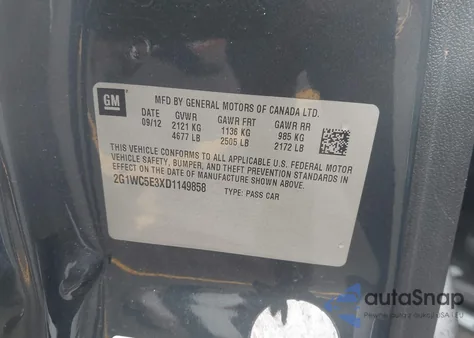 GM
MFD BY GENERAL MOTORS OF CANADA LTD.
DATE GVWR GAWR FRT GAWR RR
09/12 2121 KG 1136 KG 985 KG
4677 LB 2505 LB 2172 LB
THIS VEHICLE CONFORMS TO ALL APPLICABLE U.S. FEDERAL MOTOR
VEHICLE SAFETY, BUMPER, AND THEFT PREVENTION STANDARDS IN
EFFECT ON THE DATE OF MANUFACTURE SHOWN ABOVE.
2G1WC5E3XD1149858 TYPE: PASS CAR
autoSnap